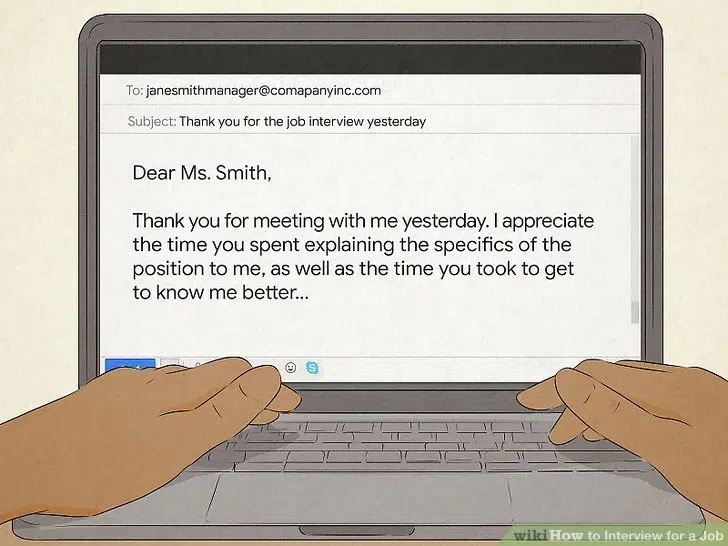 To: janesmithmanager@comapanyinc.com
Subject: Thank you for the job interview yesterday
Dear Ms. Smith,
Thank you for meeting with me yesterday. I appreciate
the time you spent explaining the specifics of the
position to me, as well as the time you took to get
to know me better...
S
wikiHow to Interview for a Job